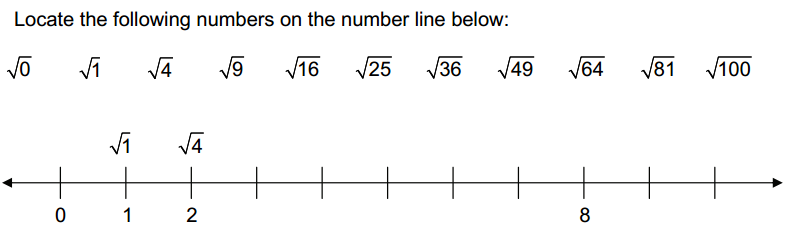 Locate the following numbers on the number line below:
√0 √1 √4 √9 √16 √25 √36 √49 √64 √81 √100
√1 √4
0 1 2 8